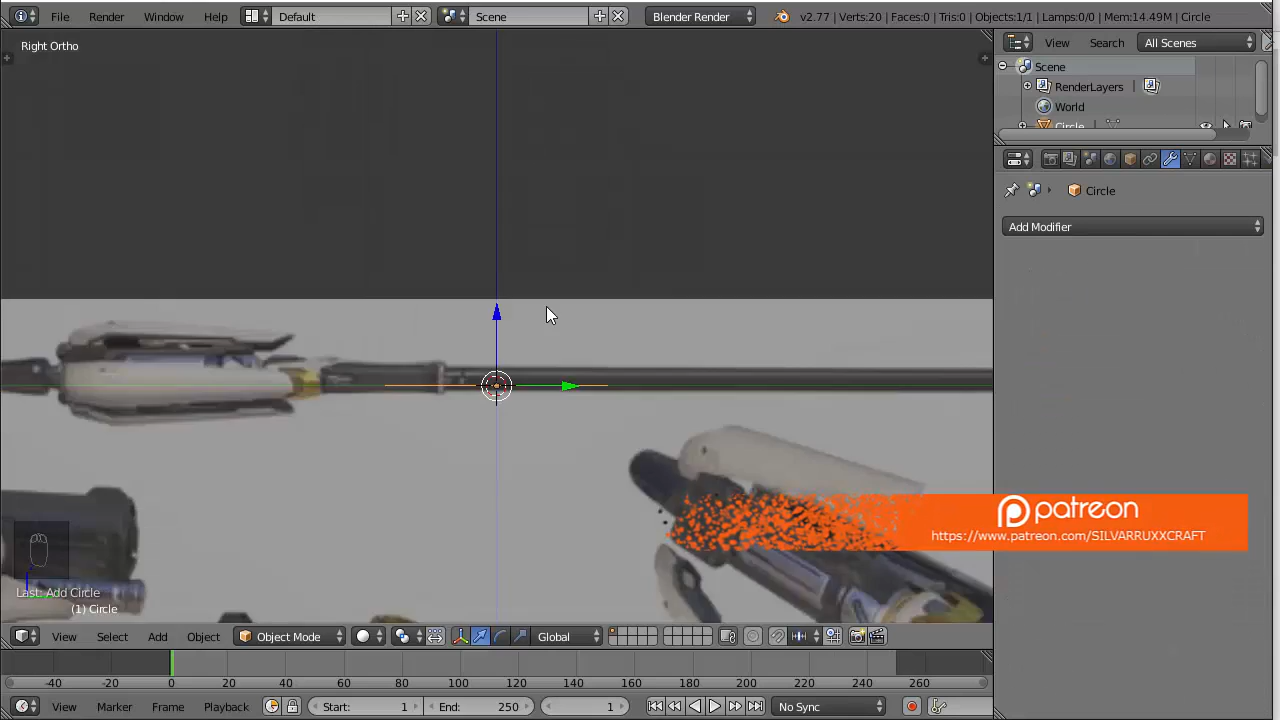 File Render Window Help Default Scene Blender Render v2.77 | Verts:20 | Faces:0 | Tris:0 | Objects:1/1 | Lamps:0/0 | Mem:14.49M | Circle
Right Ortho
View Search All Scenes
Scene
RenderLayers
World
Circle
Circle
Add Modifier
patreon
https://www.patreon.com/SILVARRUXXCRAFT
Last: Add Circle
(1) Circle
View Select Add Object Object Mode Global
-40 -20 0 20 40 60 80 100 120 140 160 180 200 220 240 260
View Marker Frame Playback Start: 1 End: 250 1 No Sync